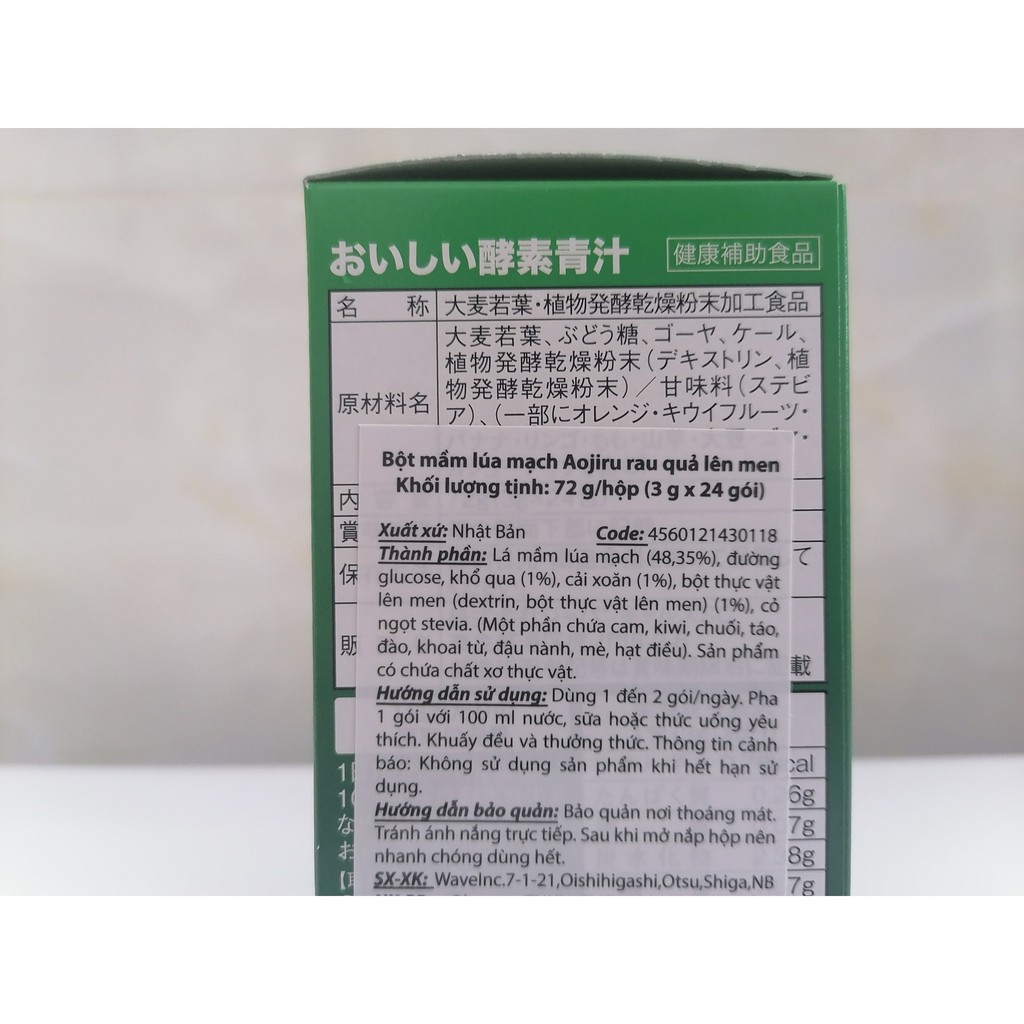 おいしい酵素青汁 健康補助食品
名 称 大麦若葉・植物発酵乾燥粉末加工食品
原材料名 大麦若葉、ぶどう糖、ゴーヤ、ケール、
植物発酵乾燥粉末(デキストリン、植
物発酵乾燥粉末)／甘味料(ステビ
ア)、(一部にオレンジ・キウイフルーツ・
Bột mầm lúa mạch Aojiru rau quả lên men
Khối lượng tịnh: 72 g/hộp (3 g x 24 gói)
内
賞
保
て
販
載
Xuất xứ: Nhật Bản Code: 4560121430118
Thành phần: Lá mầm lúa mạch (48,35%), đường
glucose, khổ qua (1%), cải xoăn (1%), bột thực vật
lên men (dextrin, bột thực vật lên men) (1%), cỏ
ngọt stevia. (Một phần chứa cam, kiwi, chuối, táo,
đào, khoai từ, đậu nành, mè, hạt điều). Sản phẩm
có chứa chất xơ thực vật.
Hướng dẫn sử dụng: Dùng 1 đến 2 gói/ngày. Pha
1 gói với 100 ml nước, sữa hoặc thức uống yêu
thích. Khuấy đều và thưởng thức. Thông tin cảnh
báo: Không sử dụng sản phẩm khi hết hạn sử
dụng.
Hướng dẫn bảo quản: Bảo quản nơi thoáng mát.
Tránh ánh nắng trực tiếp. Sau khi mở nắp hộp nên
nhanh chóng dùng hết.
SX-XK: WaveInc.7-1-21,Oishihigashi,Otsu,Shiga,NB
cal
6g
7g
8g
7g